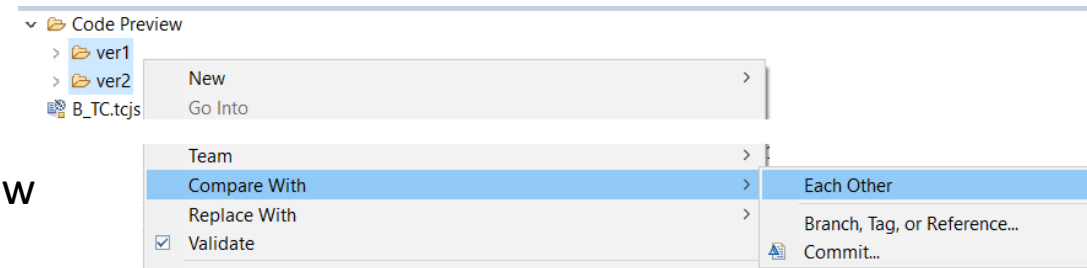 Code Preview
ver1
ver2
B_TC.tcjs
New
Go Into
Team
w
Compare With
Each Other
Replace With
Branch, Tag, or Reference...
Validate
Commit...